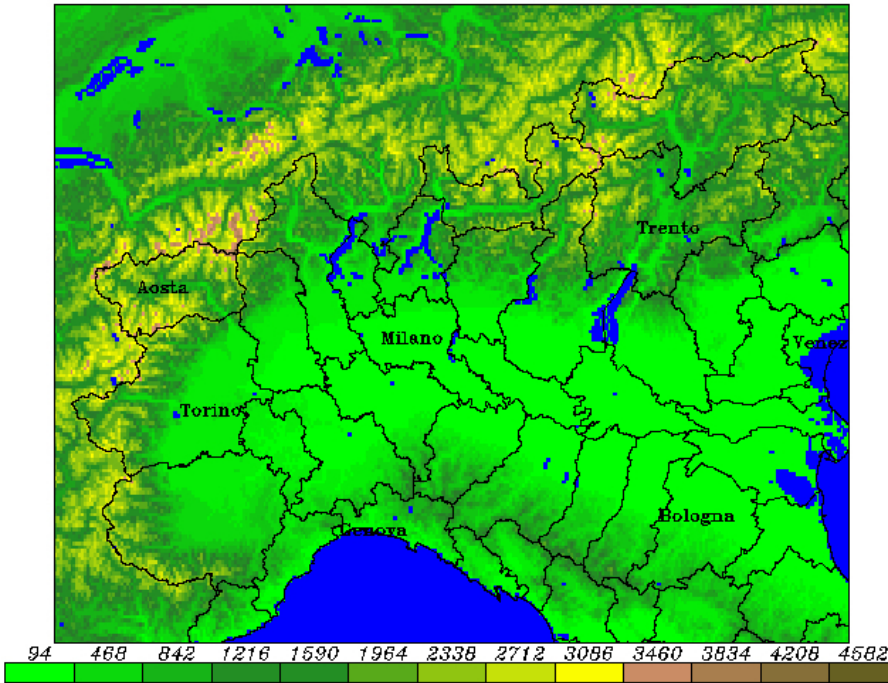 Trento
Aosta
Milano
Venez
Torino
Bologna
Genova
94 468 842 1216 1590 1964 2338 2712 3086 3460 3834 4208 4582